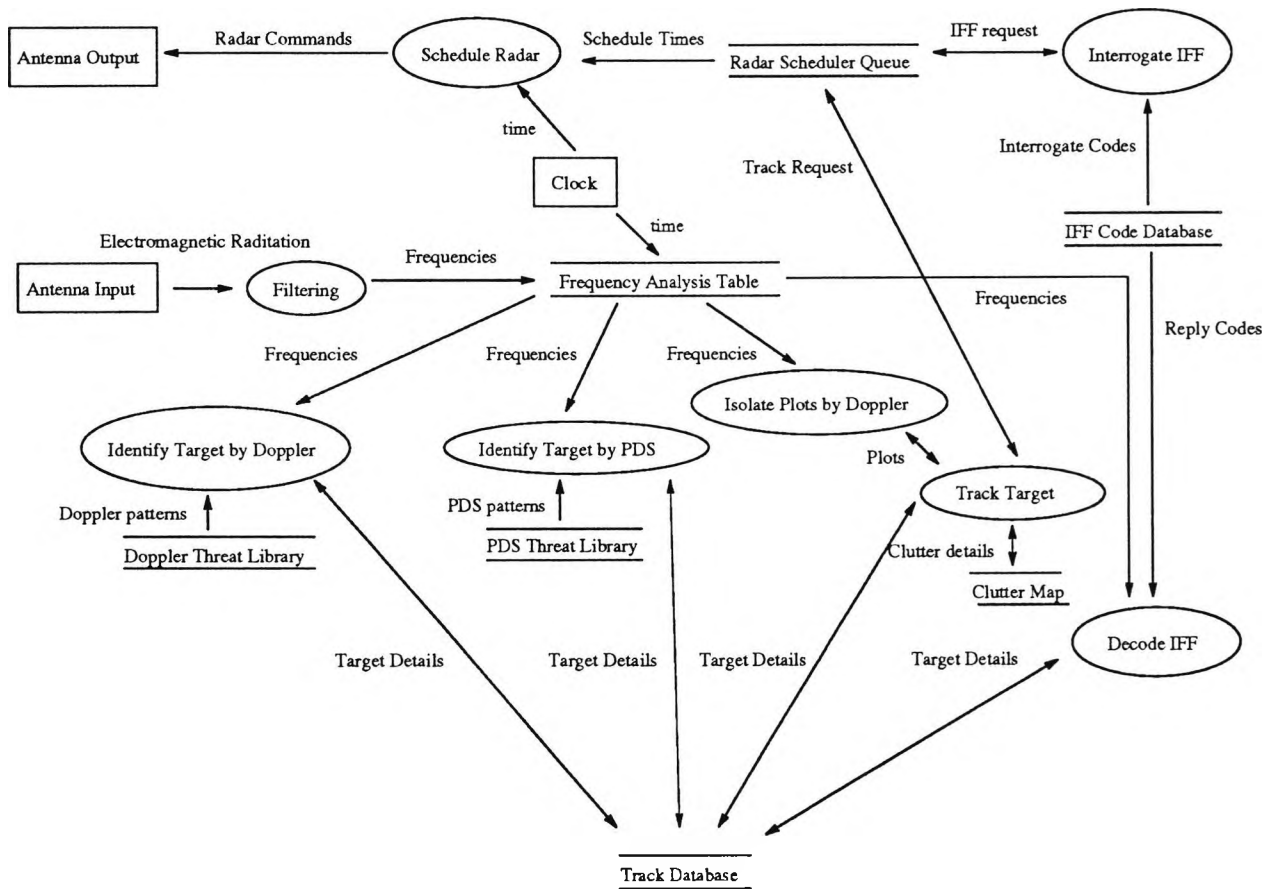 Radar Commands
Schedule Times
IFF request
Antenna Output
Schedule Radar
Radar Scheduler Queue
Interrogate IFF
time
Interrogate Codes
Track Request
Clock
time
IFF Code Database
Electromagnetic Raditation
Frequencies
Antenna Input
Filtering
Frequency Analysis Table
Frequencies
Reply Codes
Frequencies
Frequencies
Frequencies
Isolate Plots by Doppler
Identify Target by Doppler
Identify Target by PDS
Plots
Track Target
Doppler patterns
PDS patterns
Doppler Threat Library
PDS Threat Library
Clutter details
Clutter Map
Decode IFF
Target Details
Target Details
Target Details
Target Details
Track Database